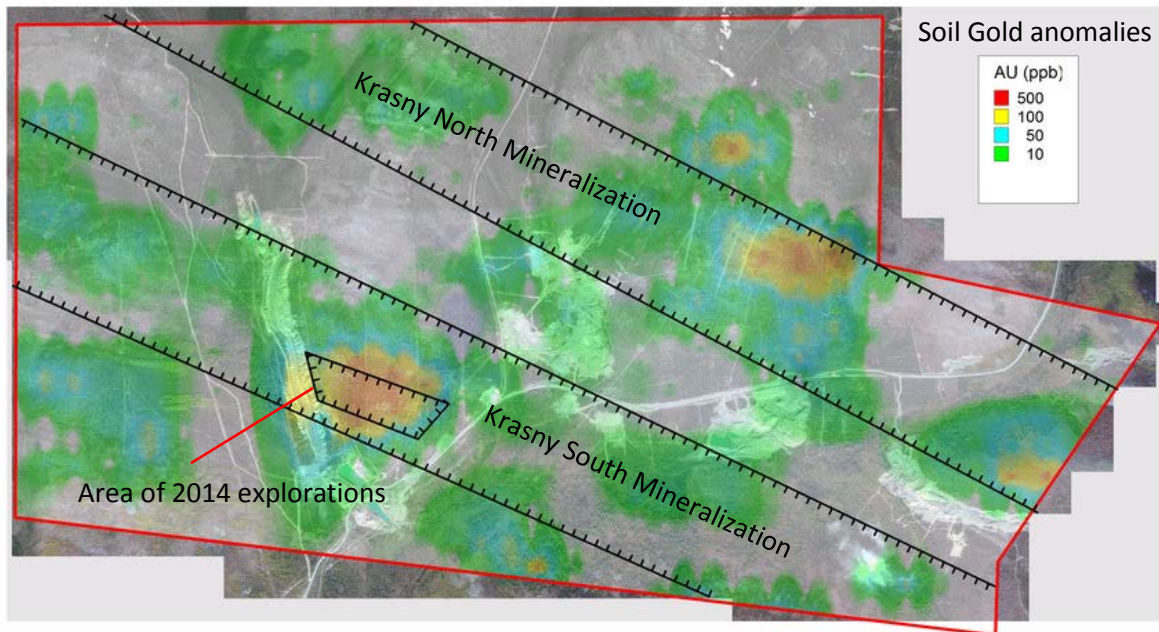 Soil Gold anomalies
AU (ppb)
500
100
50
10
Krasny North Mineralization
Krasny South Mineralization
Area of 2014 explorations